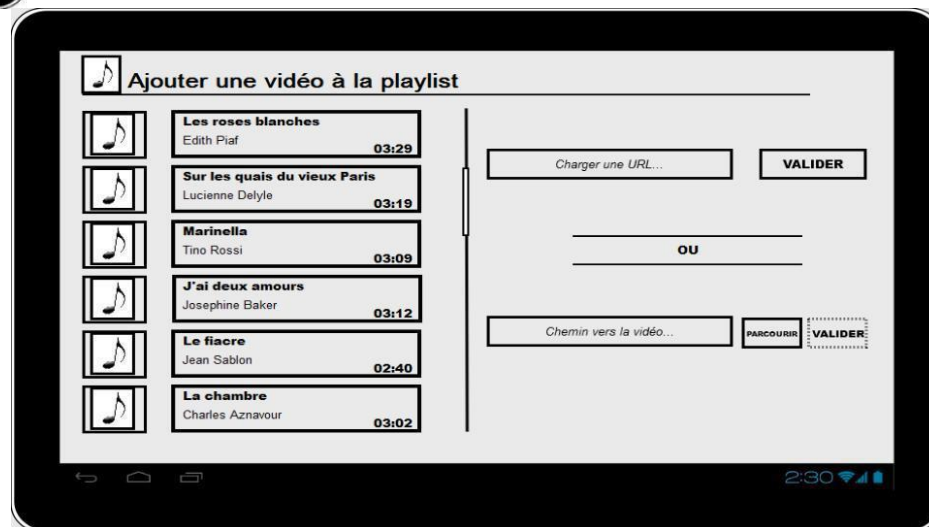 Ajouter une vidéo à la playlist
Les roses blanches
Edith Piaf
03:29
Sur les quais du vieux Paris
Lucienne Delyle
03:19
Marinella
Tino Rossi
03:09
J'ai deux amours
Josephine Baker
03:12
Le fiacre
Jean Sablon
02:40
La chambre
Charles Aznavour
03:02
Charger une URL...
VALIDER
OU
Chemin vers la vidéo...
PARCOURIR
VALIDER
2:30